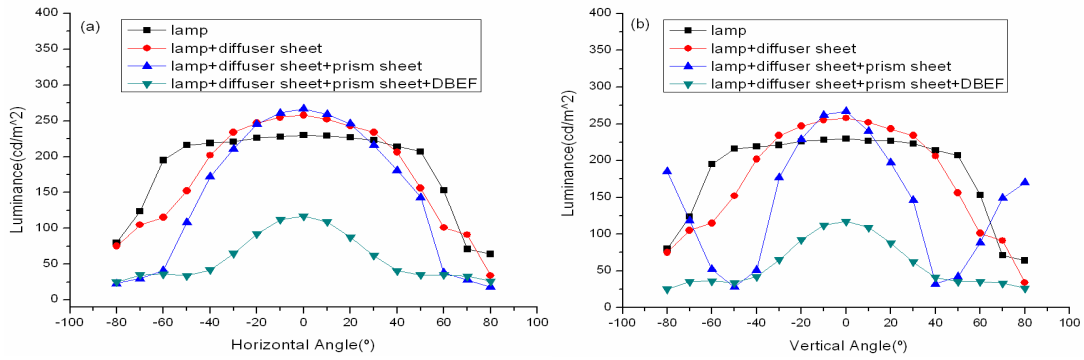 (a)
lamp
lamp+diffuser sheet
lamp+diffuser sheet+prism sheet
lamp+diffuser sheet+prism sheet+DBEF
Luminance(cd/m^2)
400
350
300
250
200
150
100
50
0
-100 -80 -60 -40 -20 0 20 40 60 80 100
Horizontal Angle(°)
(b)
lamp
lamp+diffuser sheet
lamp+diffuser sheet+prism sheet
lamp+diffuser sheet+prism sheet+DBEF
Luminance(cd/m^2)
400
350
300
250
200
150
100
50
0
-100 -80 -60 -40 -20 0 20 40 60 80 100
Vertical Angle(°)